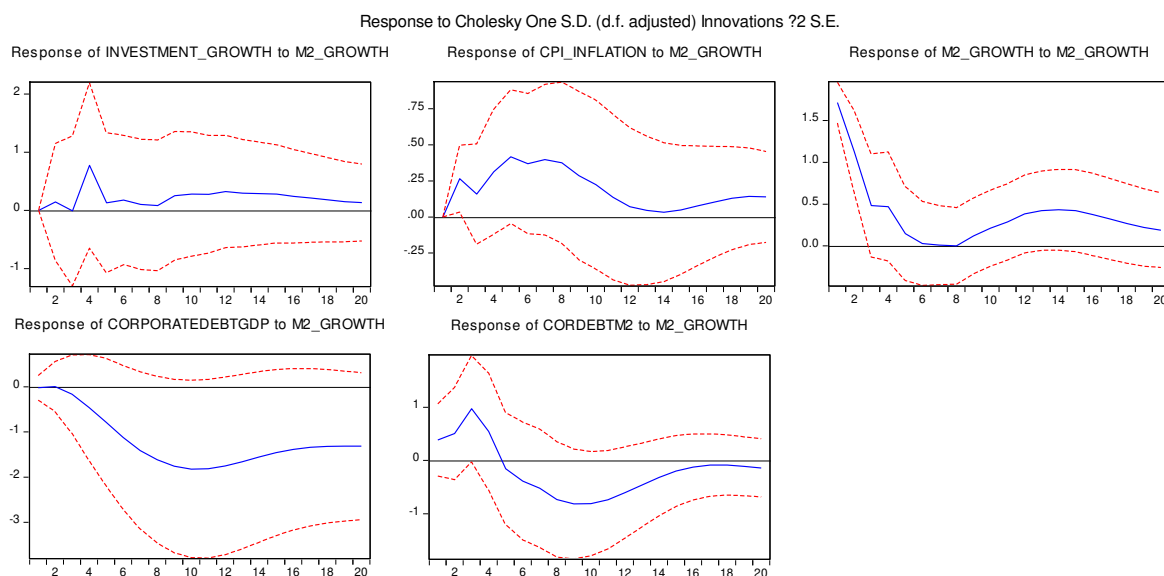 Response to Cholesky One S.D. (d.f. adjusted) Innovations ?2 S.E.
Response of INVESTMENT_GROWTH to M2_GROWTH
2
1
0
-1
2 4 6 8 10 12 14 16 18 20
Response of CPI_INFLATION to M2_GROWTH
.75
.50
.25
.00
-.25
2 4 6 8 10 12 14 16 18 20
Response of M2_GROWTH to M2_GROWTH
1.5
1.0
0.5
0.0
2 4 6 8 10 12 14 16 18 20
Response of CORPORATEDEBTGDP to M2_GROWTH
0
-1
-2
-3
2 4 6 8 10 12 14 16 18 20
Response of CORDEBTM2 to M2_GROWTH
1
0
-1
2 4 6 8 10 12 14 16 18 20